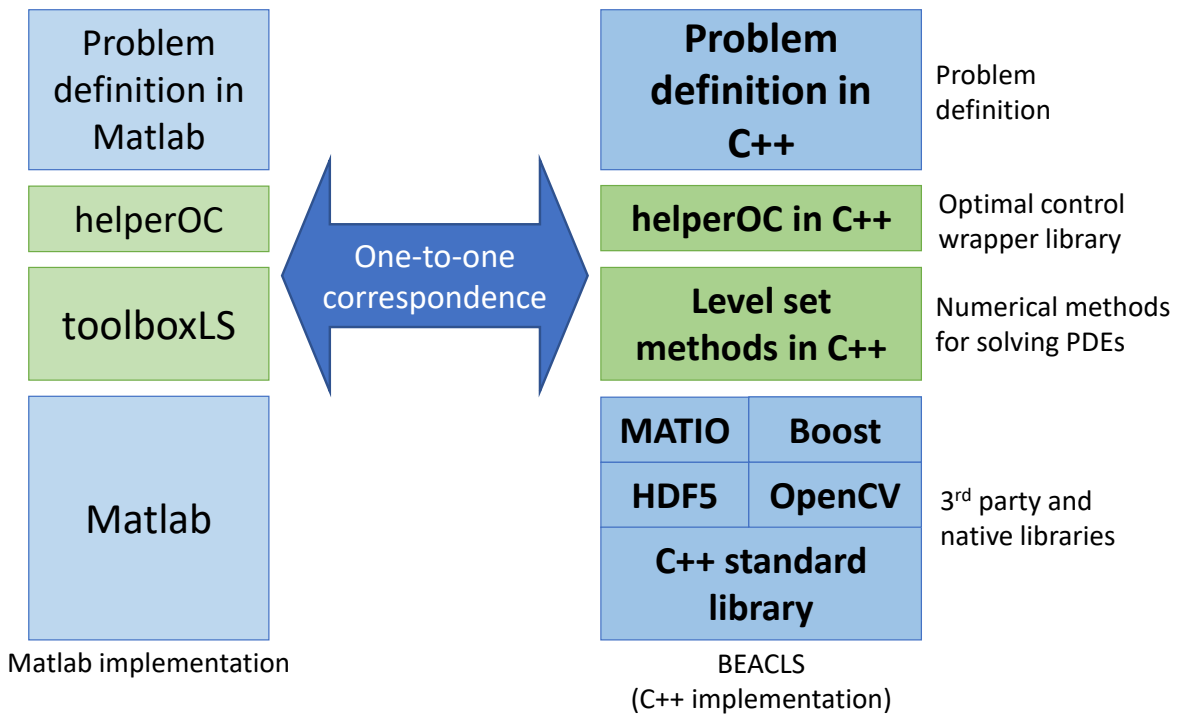 Problem
definition in
Matlab
helperOC
toolboxLS
Matlab
Matlab implementation
One-to-one
correspondence
Problem
definition in
C++
helperOC in C++
Level set
methods in C++
MATIO
Boost
HDF5
OpenCV
C++ standard
library
BEACLS
(C++ implementation)
Problem
definition
Optimal control
wrapper library
Numerical methods
for solving PDEs
3rd party and
native libraries